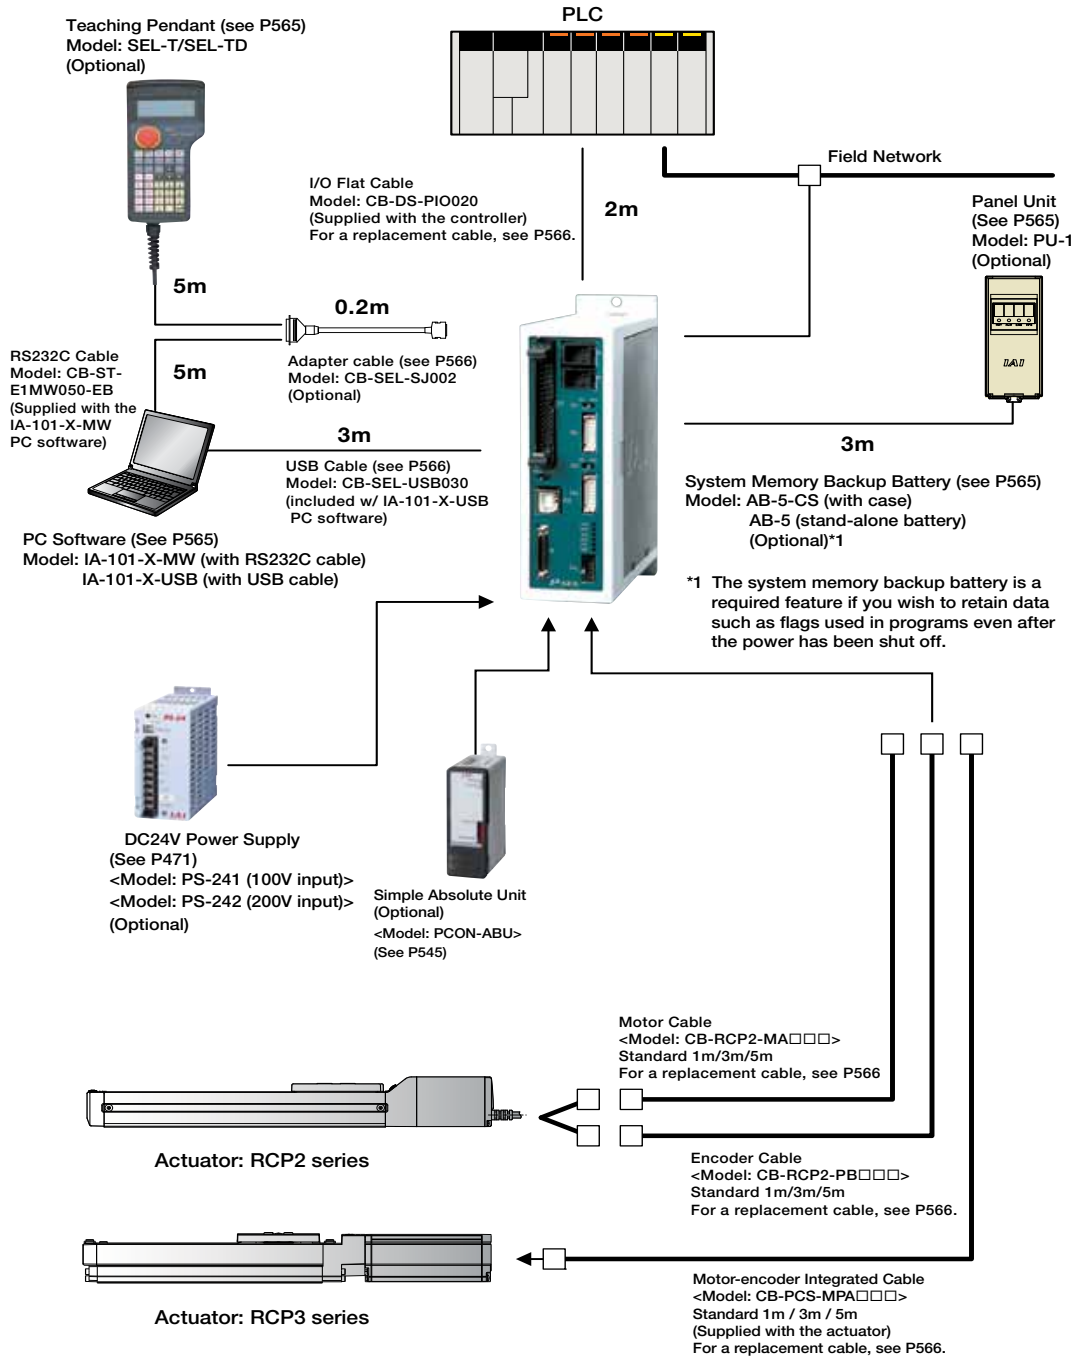 PLC
Teaching Pendant (see P565)
Model: SEL-T/SEL-TD
(Optional)
Field Network
I/O Flat Cable
Model: CB-DS-PIO020
(Supplied with the controller)
For a replacement cable, see P566.
2m
Panel Unit
(See P565)
Model: PU-1
(Optional)
5m
0.2m
RS232C Cable
Model: CB-ST-
E1MW050-EB
(Supplied with the
IA-101-X-MW
PC software)
5m
Adapter cable (see P566)
Model: CB-SEL-SJ002
(Optional)
IAI
3m
3m
USB Cable (see P566)
Model: CB-SEL-USB030
(included w/ IA-101-X-USB
PC software)
System Memory Backup Battery (see P565)
Model: AB-5-CS (with case)
AB-5 (stand-alone battery)
(Optional)*1
PC Software (See P565)
Model: IA-101-X-MW (with RS232C cable)
IA-101-X-USB (with USB cable)
*1 The system memory backup battery is a
required feature if you wish to retain data
such as flags used in programs even after
the power has been shut off.
PS-24
IAI
DC24V Power Supply
(See P471)
<Model: PS-241 (100V input)>
<Model: PS-242 (200V input)>
(Optional)
Simple Absolute Unit
(Optional)
<Model: PCON-ABU>
(See P545)
Motor Cable
<Model: CB-RCP2-MA□□□>
Standard 1m/3m/5m
For a replacement cable, see P566
Actuator: RCP2 series
Encoder Cable
<Model: CB-RCP2-PB□□□>
Standard 1m/3m/5m
For a replacement cable, see P566.
Actuator: RCP3 series
Motor-encoder Integrated Cable
<Model: CB-PCS-MPA□□□>
Standard 1m / 3m / 5m
(Supplied with the actuator)
For a replacement cable, see P566.